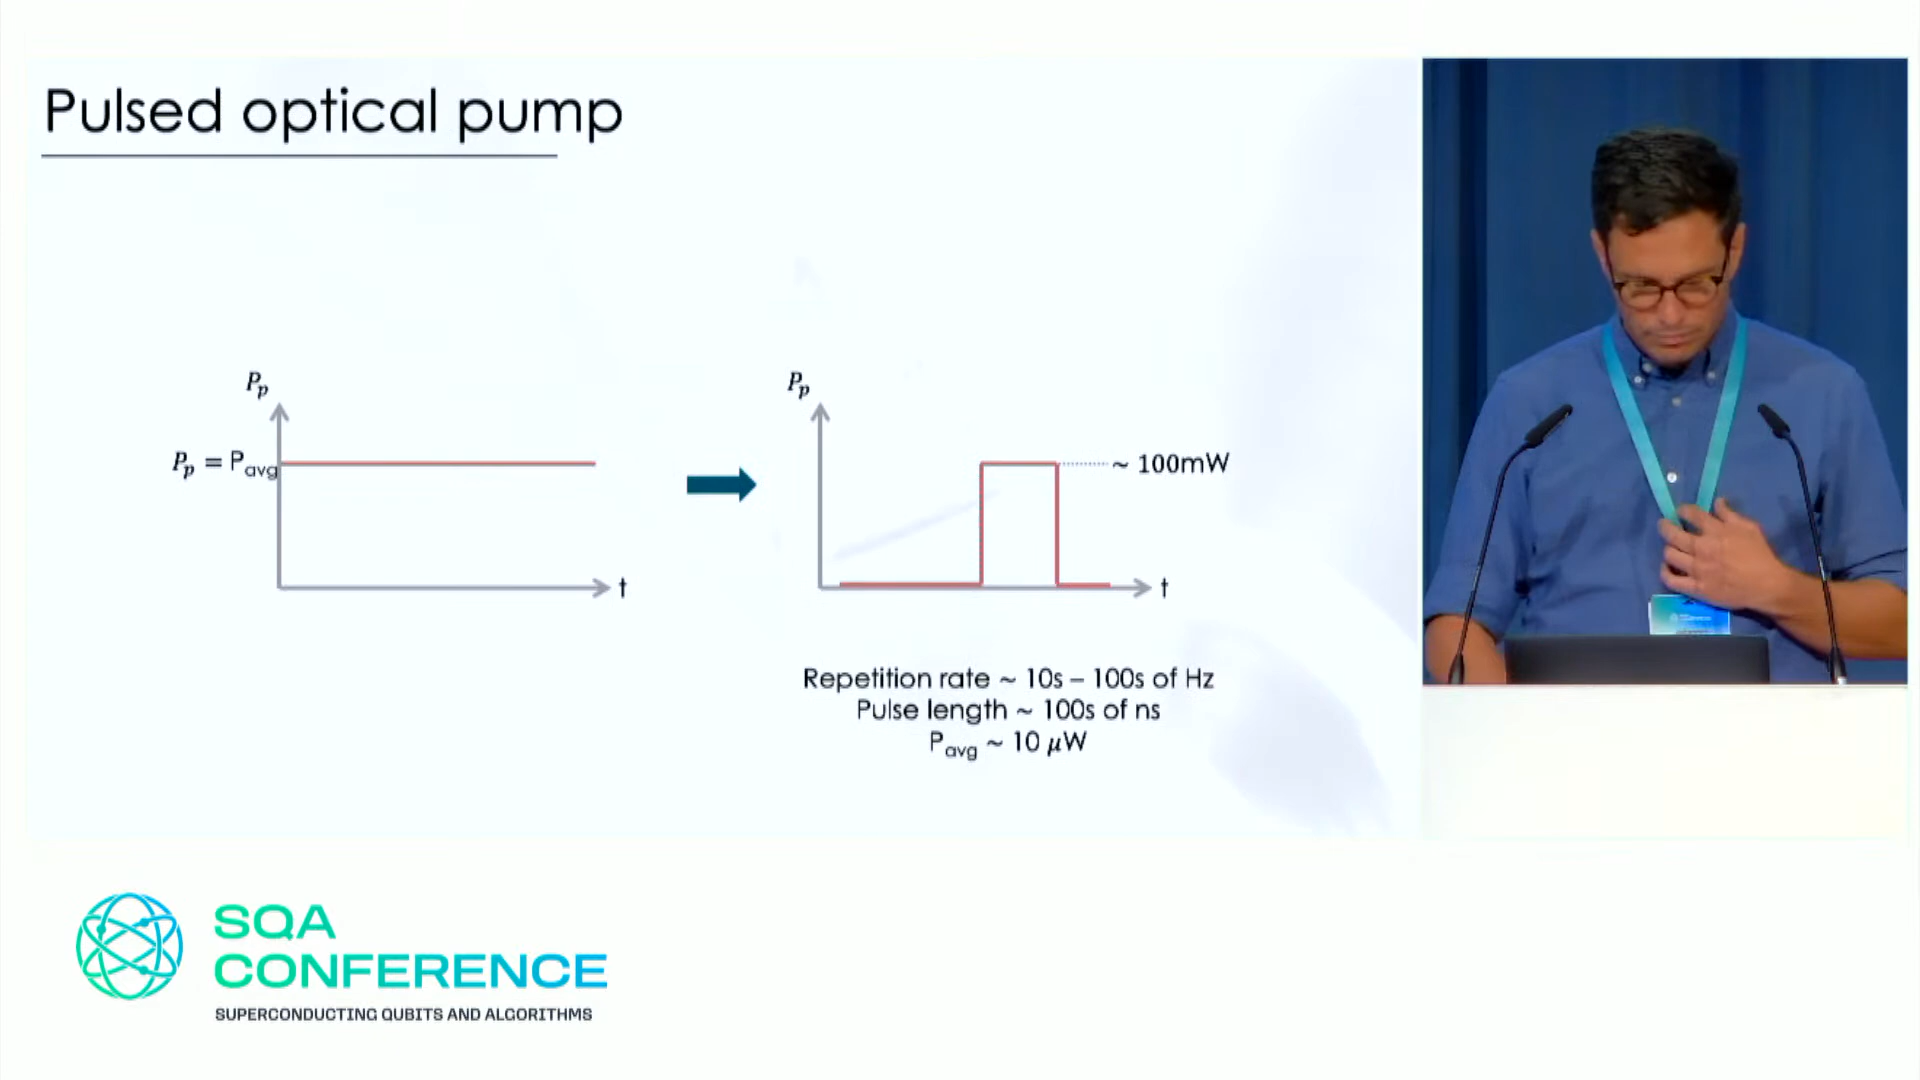 Pulsed optical pump
P_p
P_p = P_avg
t
P_p
~ 100mW
t
Repetition rate ~ 10s – 100s of Hz
Pulse length ~ 100s of ns
P_avg ~ 10 μW
SQA
CONFERENCE
SUPERCONDUCTING QUBITS AND ALGORITHMS